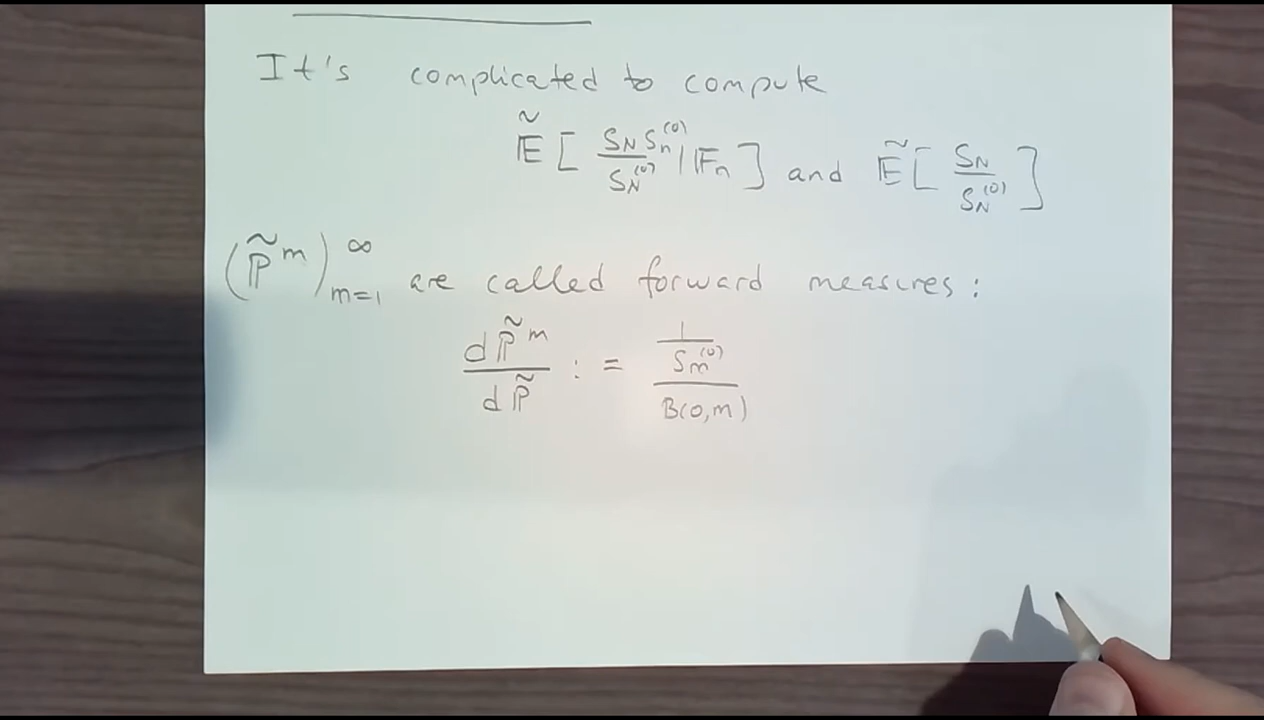 It's complicated to compute
Ẽ [ S_N S_n^(0) / S_N^(0) | F_n ] and Ẽ [ S_N / S_N^(0) ]
( P̃^m )_{m=1}^∞ are called forward measures :
dP̃^m / dP̃ := (1 / S_m^(0)) / B(0,m)